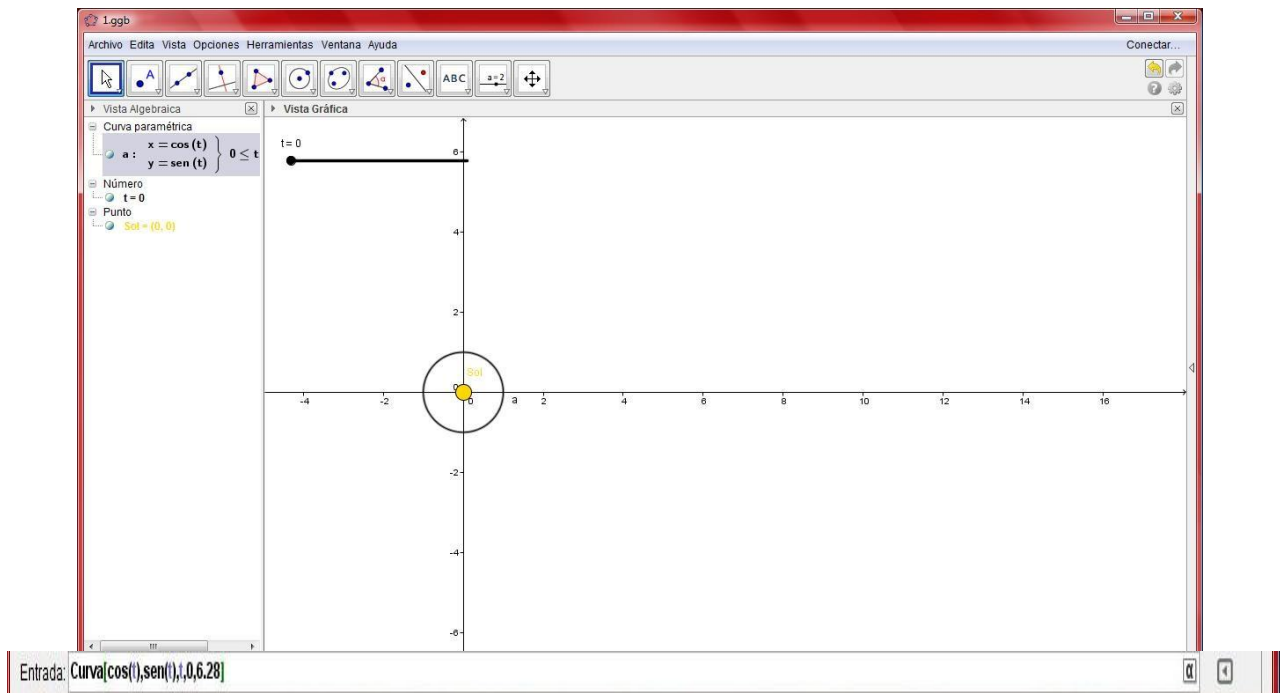 1.ggb
Archivo Edita Vista Opciones Herramientas Ventana Ayuda Conectar...
A α ABC a=2
Vista Algebraica Vista Gráfica
Curva paramétrica
a : x = cos (t) } 0 ≤ t
y = sen (t)
Número
t = 0
Punto
Sol = (0, 0)
t = 0
6
4
2
Sol
0
-4 -2 0 a 2 4 6 8 10 12 14 16
-2
-4
-6
Entrada: Curva[cos(t),sen(t),t,0,6.28] α